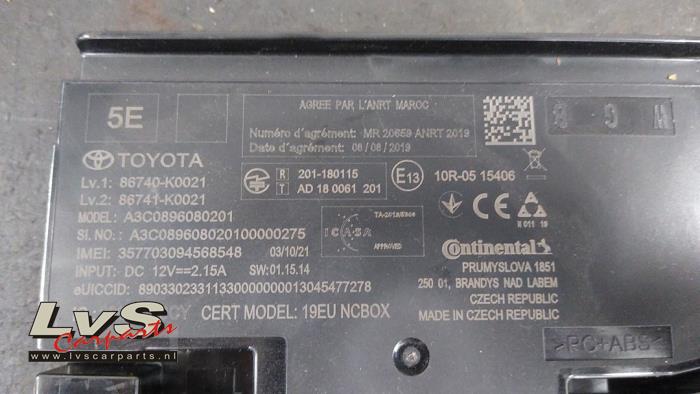 5E
AGREE PAR L'ANRT MAROC
Numéro d'agrément: MR 20659 ANRT 2019
Date d'agrément: 08/08/2019
TOYOTA
Lv.1: 86740-K0021
Lv.2: 86741-K0021
MODEL: A3C0896080201
SI. NO.: A3C089608020100000275
IMEI: 357703094568548 03/10/21
INPUT: DC 12V 2.15A SW:01.15.14
eUICCID: 89033023311330000000013045477278
CERT MODEL: 19EU NCBOX
R 201-180115
T AD 18 0061 201
E13
10R-05 15406
CE
ICASA
APPROVED
Continental
PRUMYSLOVA 1851
250 01, BRANDYS NAD LABEM
CZECH REPUBLIC
MADE IN CZECH REPUBLIC
>PC+ABS<
LvS
Carparts
www.lvscarparts.nl